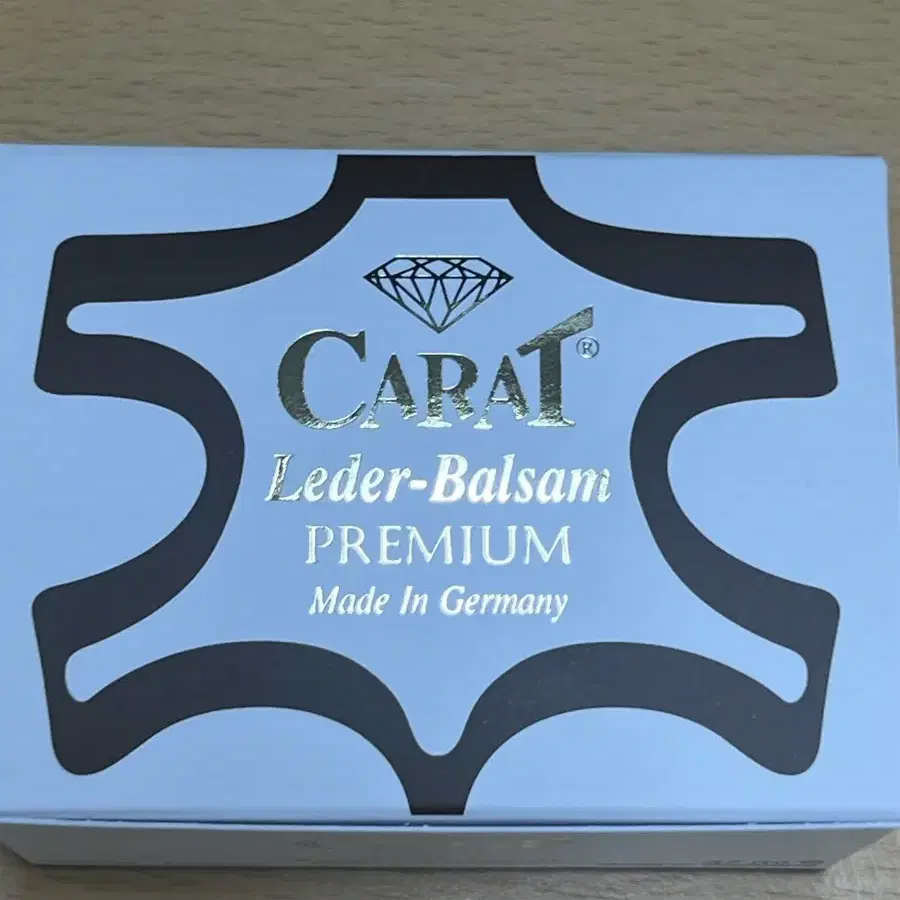 CARAT®
Leder-Balsam
PREMIUM
Made In Germany